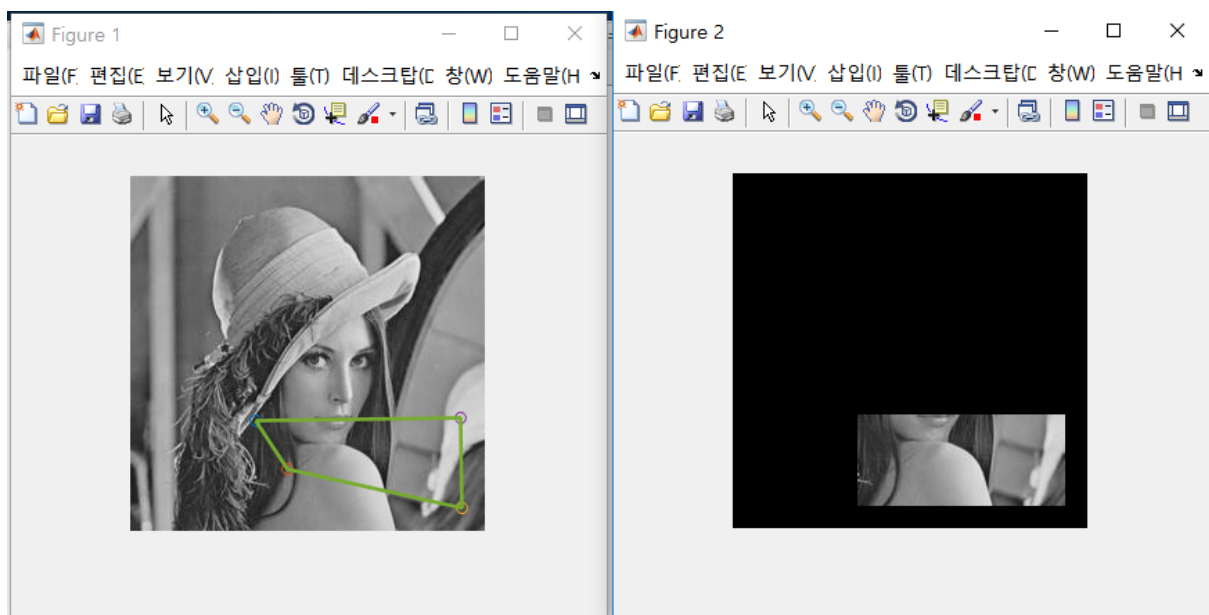 Figure 1
파일(F. 편집(E 보기(V. 삽입(I) 툴(T) 데스크탑(D 창(W) 도움말(H
Figure 2
파일(F. 편집(E 보기(V. 삽입(I) 툴(T) 데스크탑(D 창(W) 도움말(H